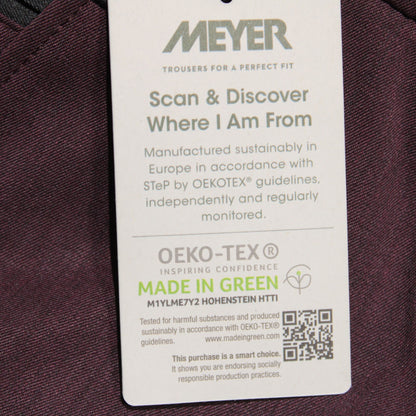 MEYER
TROUSERS FOR A PERFECT FIT
Scan & Discover
Where I Am From
Manufactured sustainably in
Europe in accordance with
STeP by OEKOTEX® guidelines,
independently and regularly
monitored.
OEKO-TEX®
INSPIRING CONFIDENCE
MADE IN GREEN
M1YLME7Y2 HOHENSTEIN HTTI
Tested for harmful substances and produced
sustainably in accordance with OEKO-TEX®
guidelines. www.madeingreen.com
This purchase is a smart choice.
It shows you are endorsing socially
responsible production practices.